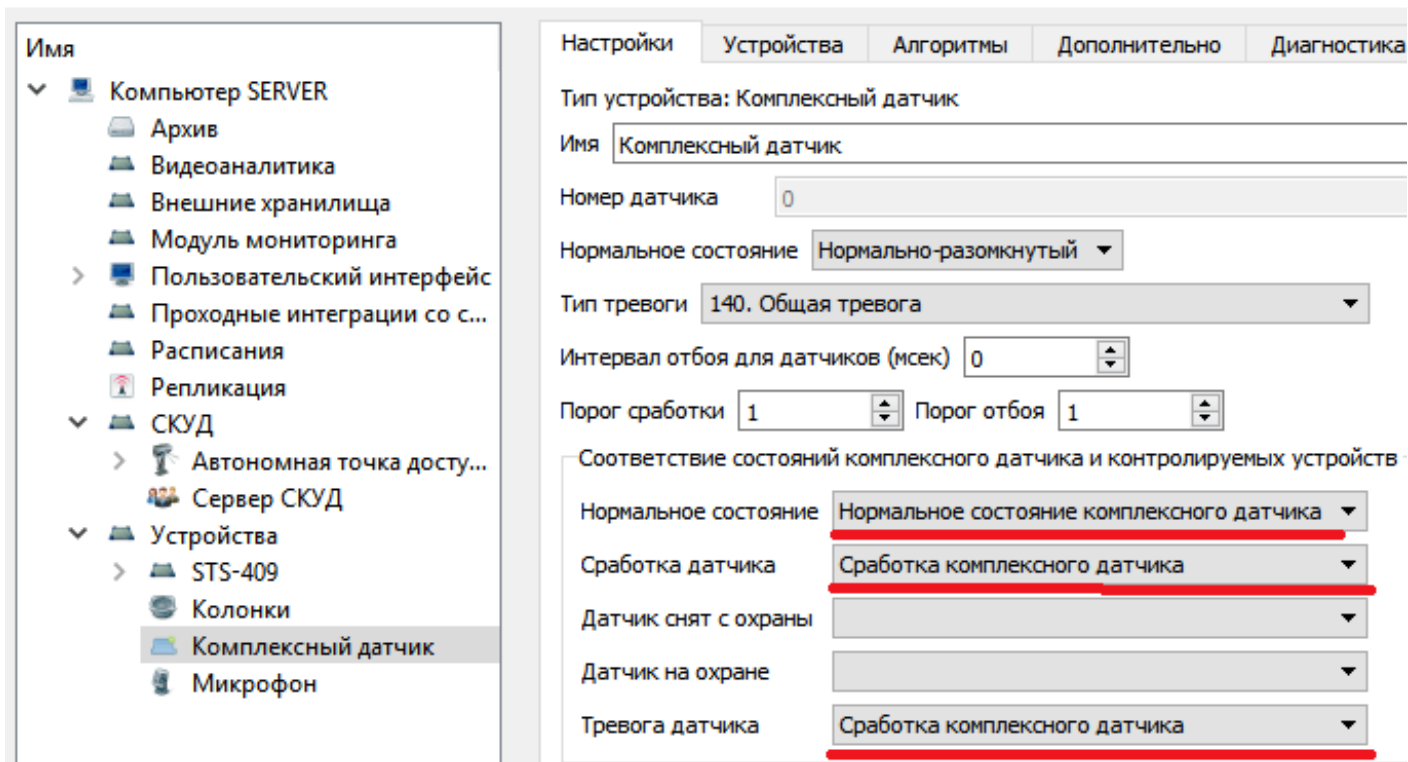 Имя
Компьютер SERVER
Архив
Видеоаналитика
Внешние хранилища
Модуль мониторинга
Пользовательский интерфейс
Проходные интеграции со с...
Расписания
Репликация
СКУД
Автономная точка досту...
Сервер СКУД
Устройства
STS-409
Колонки
Комплексный датчик
Микрофон
Настройки Устройства Алгоритмы Дополнительно Диагностика
Тип устройства: Комплексный датчик
Имя Комплексный датчик
Номер датчика 0
Нормальное состояние Нормально-разомкнутый
Тип тревоги 140. Общая тревога
Интервал отбоя для датчиков (мсек) 0
Порог сработки 1 Порог отбоя 1
Соответствие состояний комплексного датчика и контролируемых устройств
Нормальное состояние Нормальное состояние комплексного датчика
Сработка датчика Сработка комплексного датчика
Датчик снят с охраны
Датчик на охране
Тревога датчика Сработка комплексного датчика